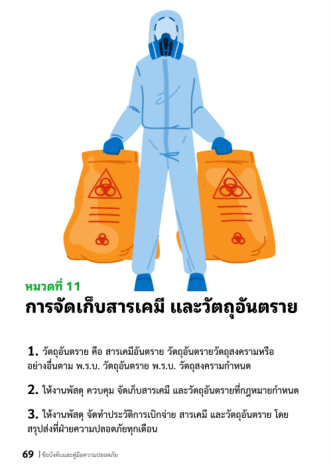 หมวดที่ 11
การจัดเก็บสารเคมี และวัตถุอันตราย
1. วัตถุอันตราย คือ สารเคมีอันตราย วัตถุอันตรายวัตถุสงครามหรือ
อย่างอื่นตาม พ.ร.บ. วัตถุอันตราย พ.ร.บ. วัตถุสงครามกำหนด
2. ให้งานพัสดุ ควบคุม จัดเก็บสารเคมี และวัตถุอันตรายที่กฎหมายกำหนด
3. ให้งานพัสดุ จัดทำประวัติการเบิกจ่าย สารเคมี และวัตถุอันตราย โดย
สรุปส่งที่ฝ่ายความปลอดภัยทุกเดือน
69 | ข้อบังคับและคู่มือความปลอดภัย